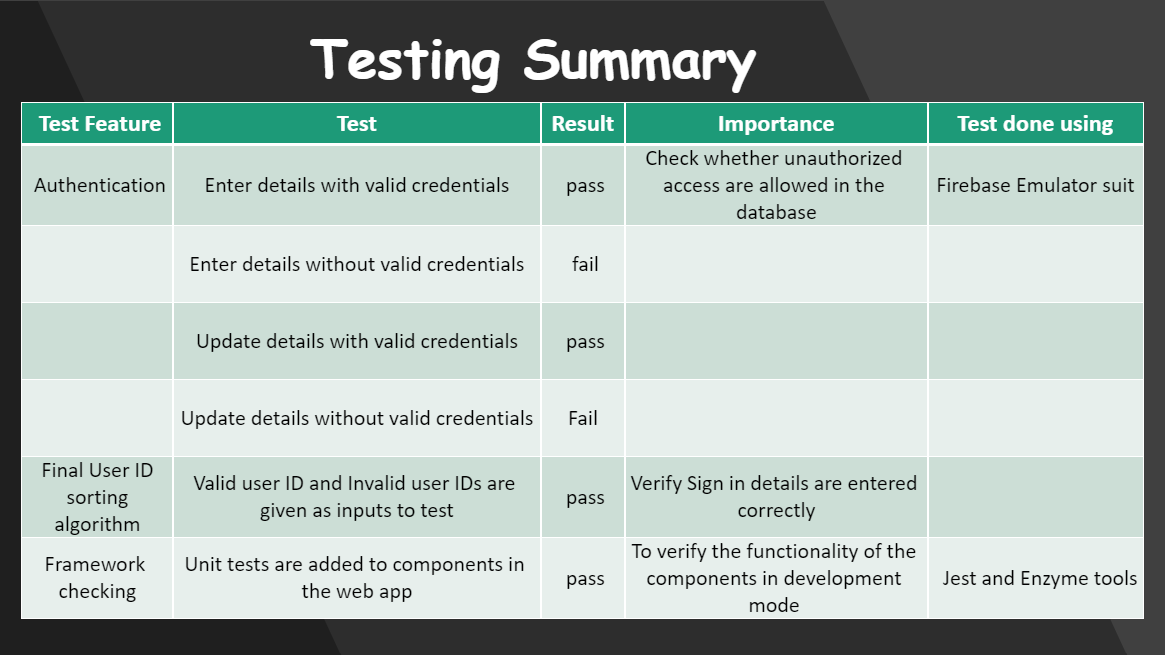 Testing Summary
Test Feature Test Result Importance Test done using
Authentication Enter details with valid credentials pass Check whether unauthorized
access are allowed in the
database Firebase Emulator suit
Enter details without valid credentials fail
Update details with valid credentials pass
Update details without valid credentials Fail
Final User ID
sorting
algorithm Valid user ID and Invalid user IDs are
given as inputs to test pass Verify Sign in details are entered
correctly
Framework
checking Unit tests are added to components in
the web app pass To verify the functionality of the
components in development
mode Jest and Enzyme tools